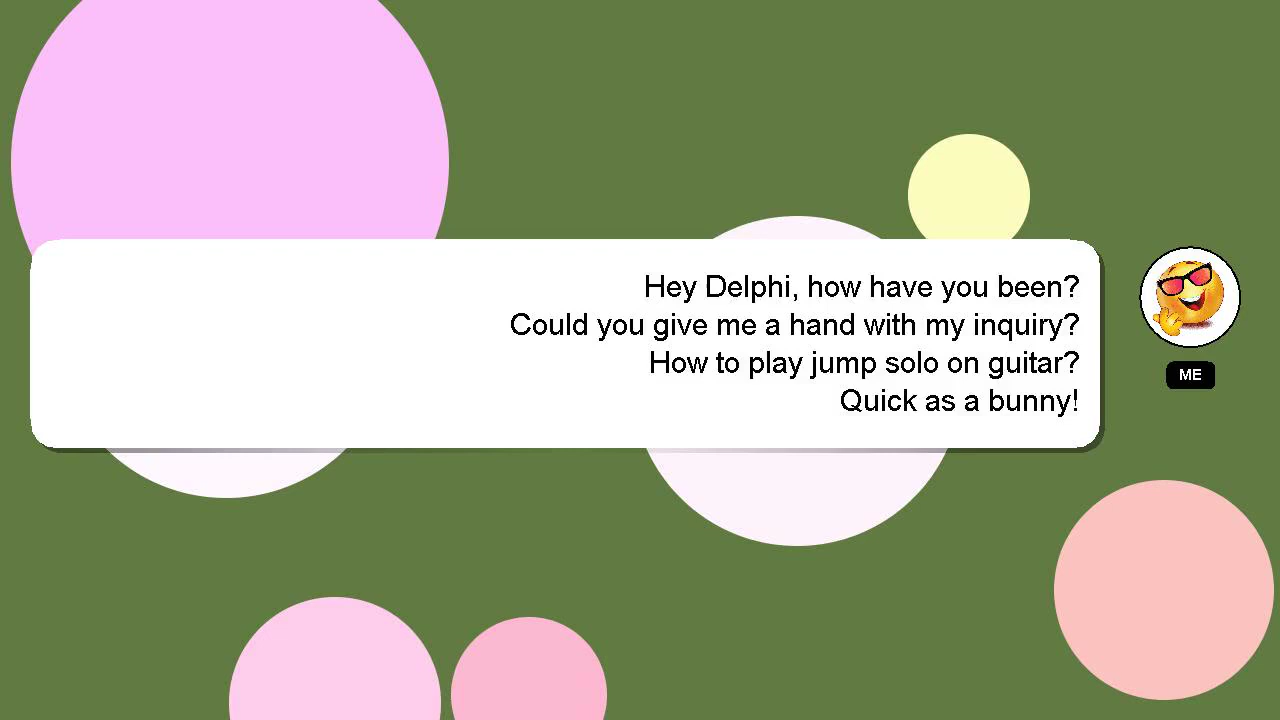 Hey Delphi, how have you been?
Could you give me a hand with my inquiry?
How to play jump solo on guitar?
Quick as a bunny!
ME